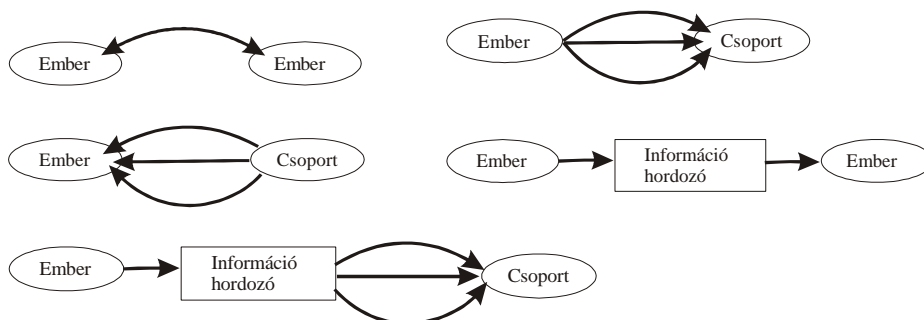 Ember
Ember
Ember
Csoport
Ember
Csoport
Ember
Információ
hordozó
Ember
Ember
Információ
hordozó
Csoport